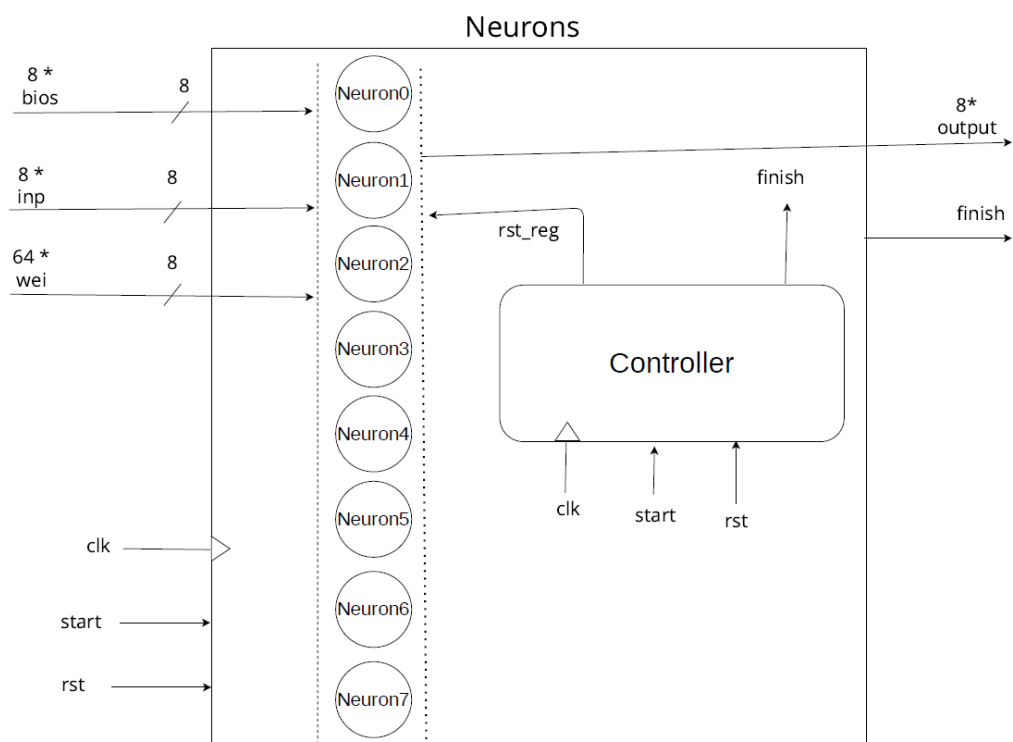 Neurons
8 *
bios
8
8 *
inp
8
64 *
wei
8
clk
start
rst
Neuron0
Neuron1
Neuron2
Neuron3
Neuron4
Neuron5
Neuron6
Neuron7
rst_reg
finish
Controller
clk
start
rst
8*
output
finish